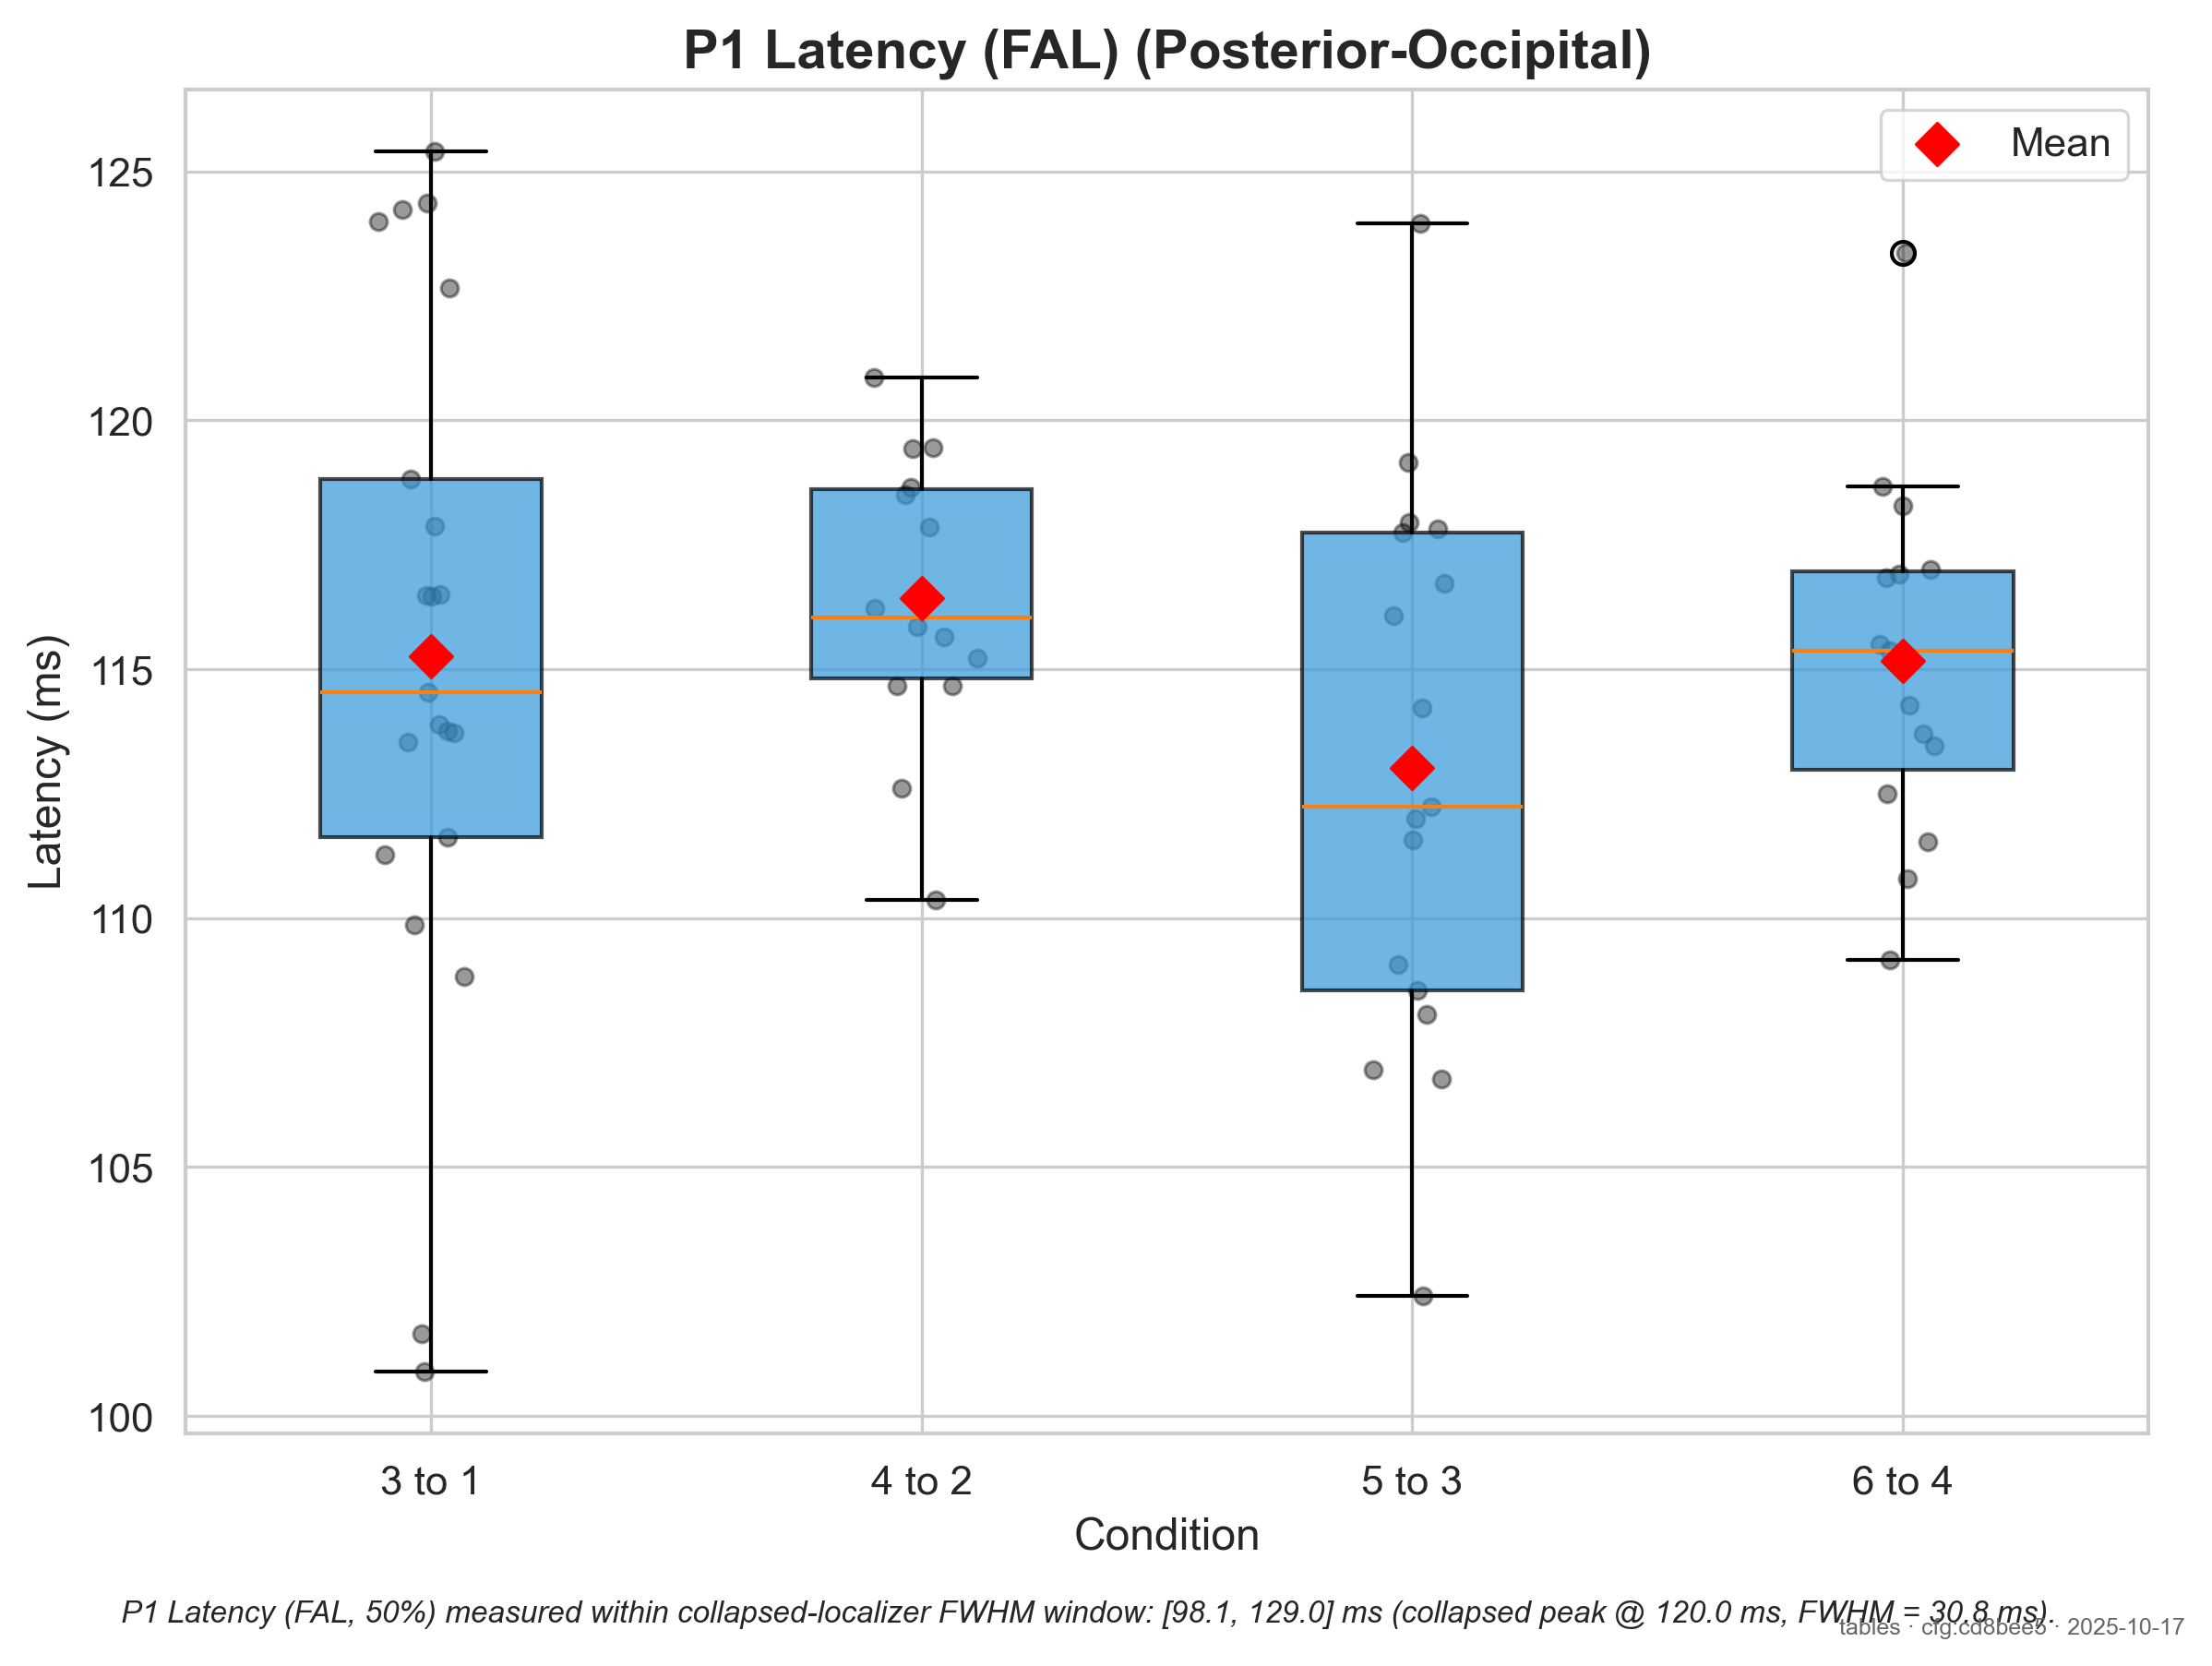 P1 Latency (FAL) (Posterior-Occipital)
Mean
125
120
115
110
105
100
Latency (ms)
3 to 1
4 to 2
5 to 3
6 to 4
Condition
P1 Latency (FAL, 50%) measured within collapsed-localizer FWHM window: [98.1, 129.0] ms (collapsed peak @ 120.0 ms, FWHM = 30.8 ms).
tables · cfg:cd8bee5 · 2025-10-17